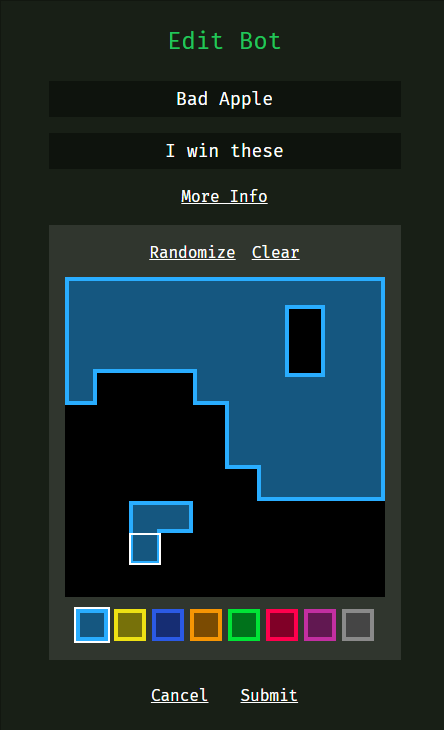 Edit Bot
Bad Apple
I win these
More Info
Randomize Clear
Cancel Submit